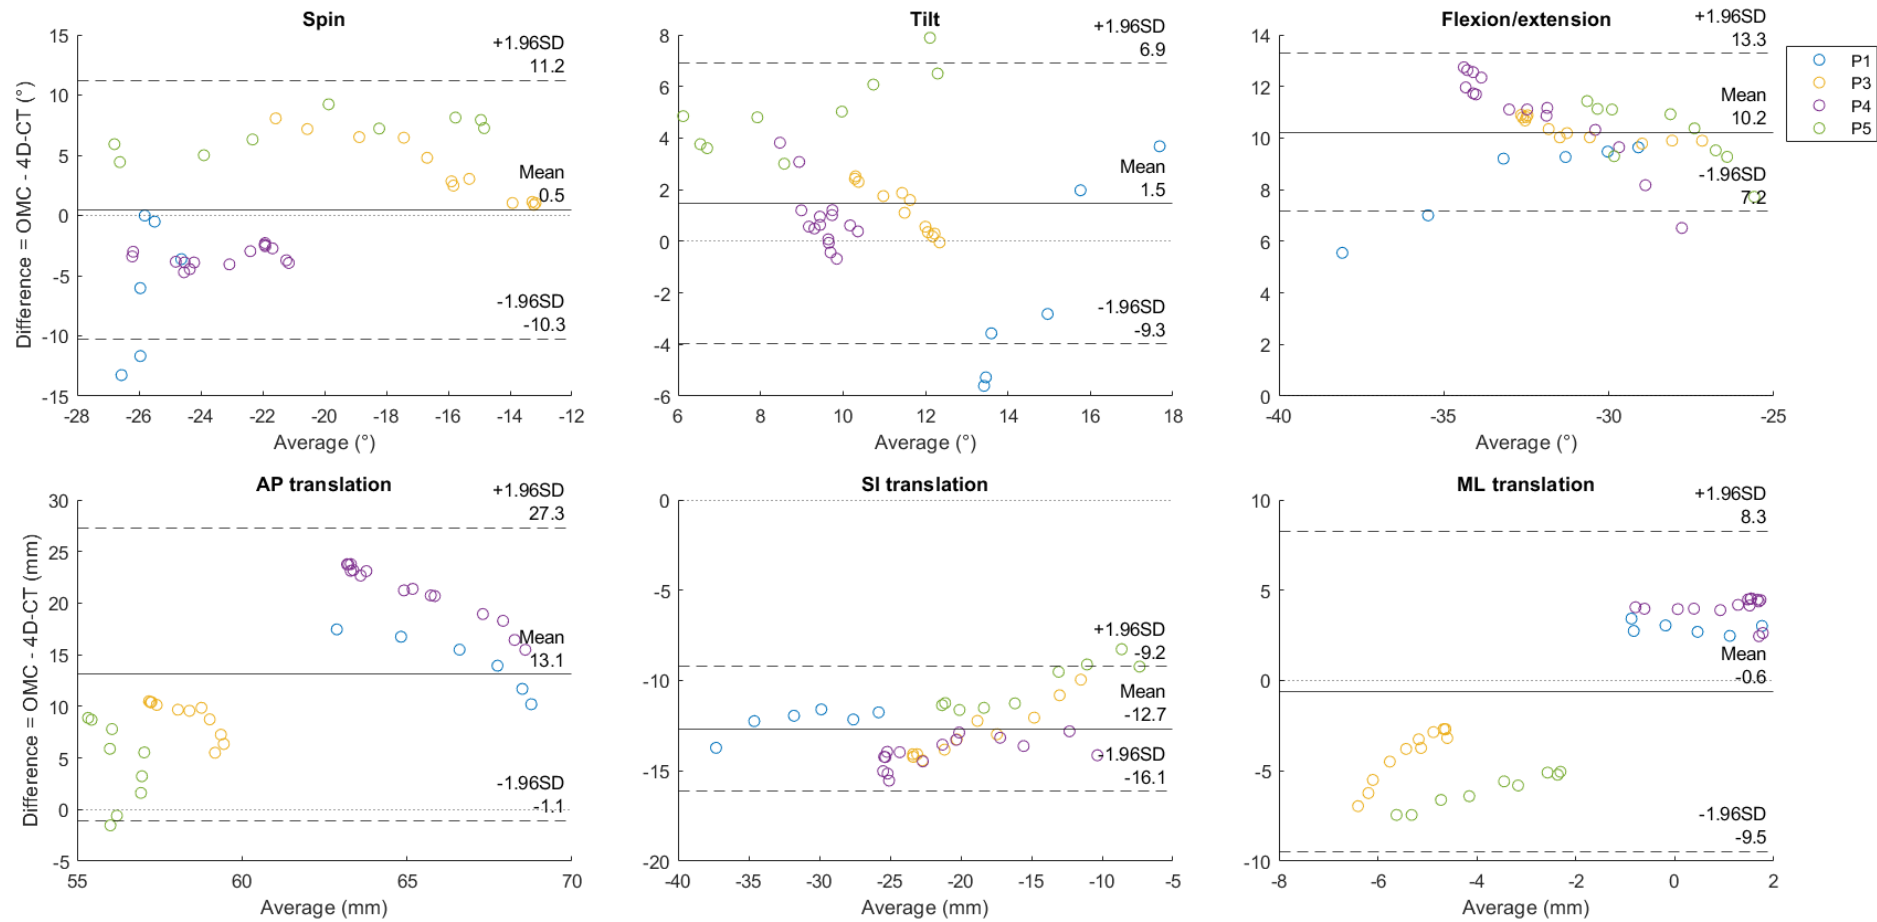 Spin
Tilt
Flexion/extension
Difference = OMC - 4D-CT (°)
15
10
5
0
-5
-10
-15
+1.96SD
11.2
Mean
0.5
-1.96SD
-10.3
-28 -26 -24 -22 -20 -18 -16 -14 -12
Average (°)
8
6
4
2
0
-2
-4
-6
+1.96SD
6.9
Mean
1.5
-1.96SD
-9.3
6 8 10 12 14 16 18
Average (°)
14
12
10
8
6
4
2
0
+1.96SD
13.3
Mean
10.2
-1.96SD
7.2
-40 -35 -30 -25
Average (°)
P1
P3
P4
P5
AP translation
SI translation
ML translation
Difference = OMC - 4D-CT (mm)
30
25
20
15
10
5
0
-5
+1.96SD
27.3
Mean
13.1
-1.96SD
-1.1
55 60 65 70
Average (mm)
0
-5
-10
-15
-20
+1.96SD
-9.2
Mean
-12.7
-1.96SD
-16.1
-40 -35 -30 -25 -20 -15 -10 -5
Average (mm)
10
5
0
-5
-10
+1.96SD
8.3
Mean
-0.6
-1.96SD
-9.5
-8 -6 -4 -2 0 2
Average (mm)